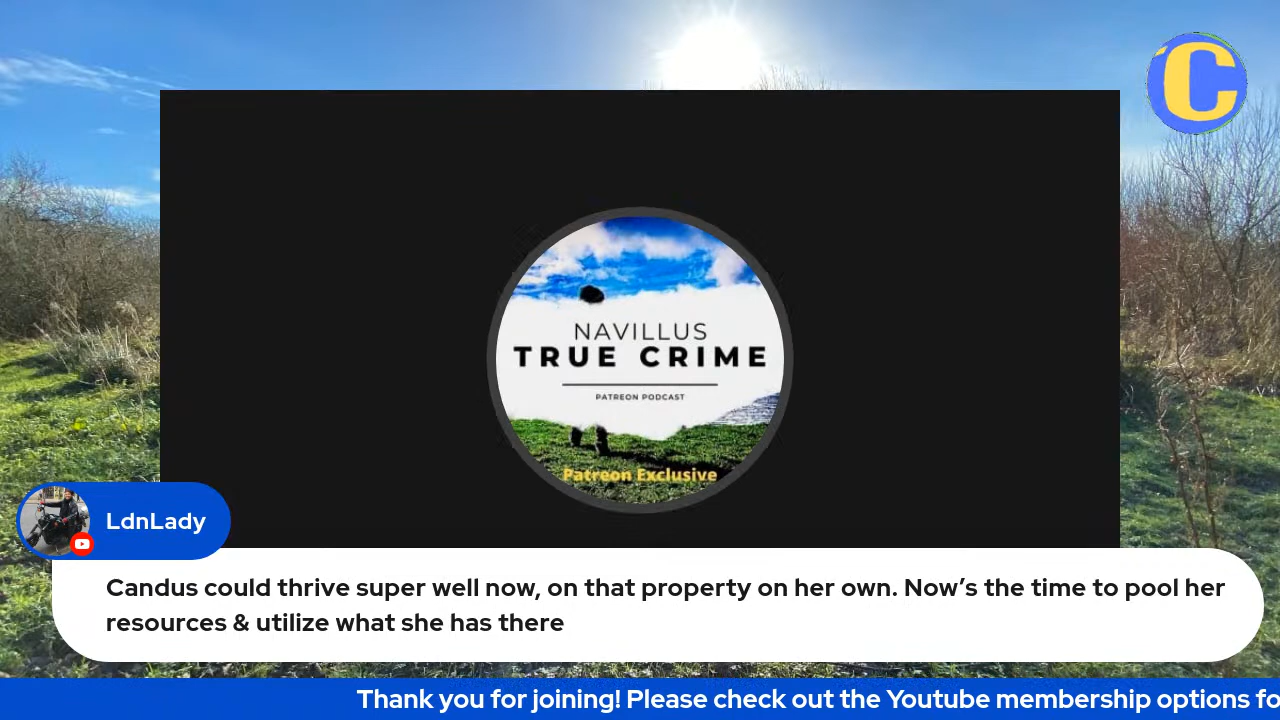 C
NAVILLUS
TRUE CRIME
PATREON PODCAST
Patreon Exclusive
LdnLady
Candus could thrive super well now, on that property on her own. Now’s the time to pool her
resources & utilize what she has there
Thank you for joining! Please check out the Youtube membership options fo